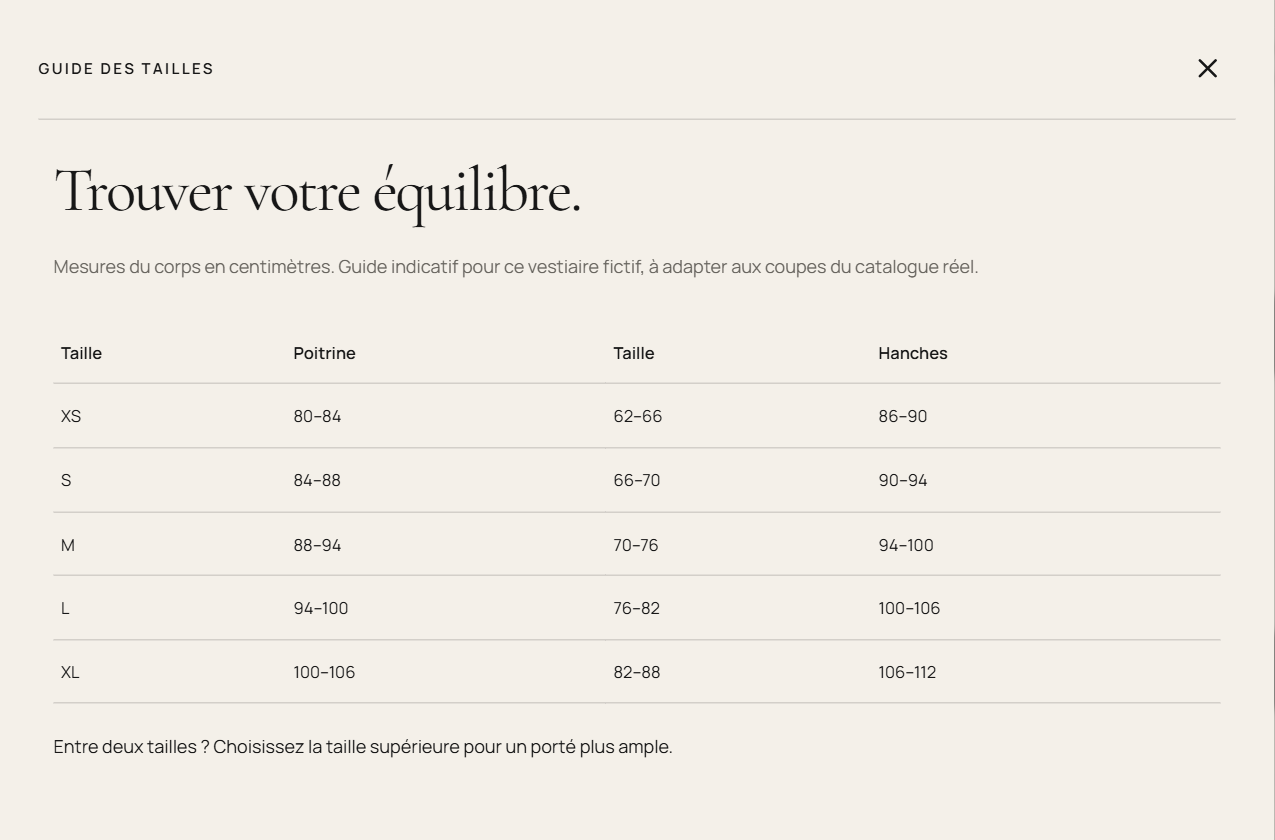 GUIDE DES TAILLES
Trouver votre équilibre.
Mesures du corps en centimètres. Guide indicatif pour ce vestiaire fictif, à adapter aux coupes du catalogue réel.
Taille Poitrine Taille Hanches
XS 80–84 62–66 86–90
S 84–88 66–70 90–94
M 88–94 70–76 94–100
L 94–100 76–82 100–106
XL 100–106 82–88 106–112
Entre deux tailles ? Choisissez la taille supérieure pour un porté plus ample.